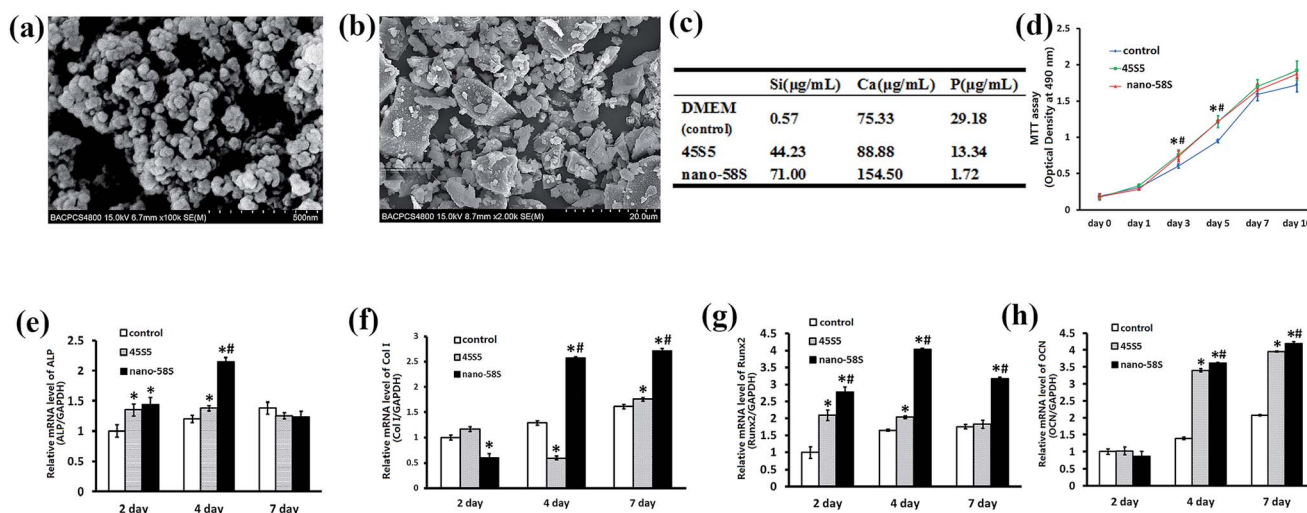 (a)
BACPCS4800 15.0kV 6.7mm x100k SE(M)
500nm
(b)
BACPCS4800 15.0kV 8.7mm x2.00k SE(M)
20.0um
(c)
Si(μg/mL) Ca(μg/mL) P(μg/mL)
DMEM
(control) 0.57 75.33 29.18
45S5 44.23 88.88 13.34
nano-58S 71.00 154.50 1.72
(d)
MTT assay
(Optical Density at 490 nm)
2.5
2
1.5
1
0.5
0
control
45S5
nano-58S
*#
*#
day 0 day 1 day 3 day 5 day 7 day 10
(e)
Relative mRNA level of ALP
(ALP/GAPDH)
2.5
2
1.5
1
0.5
0
control
45S5
nano-58S
* * * *#
2 day 4 day 7 day
(f)
Relative mRNA level of Col I
(Col I/GAPDH)
3
2.5
2
1.5
1
0.5
0
control
45S5
nano-58S
* * *# * *#
2 day 4 day 7 day
(g)
Relative mRNA level of Runx2
(Runx2/GAPDH)
4.5
4
3.5
3
2.5
2
1.5
1
0.5
0
control
45S5
nano-58S
* *# * *# *#
2 day 4 day 7 day
(h)
Relative mRNA level of OCN
(OCN/GAPDH)
4.5
4
3.5
3
2.5
2
1.5
1
0.5
0
control
45S5
nano-58S
* *# * *#
2 day 4 day 7 day